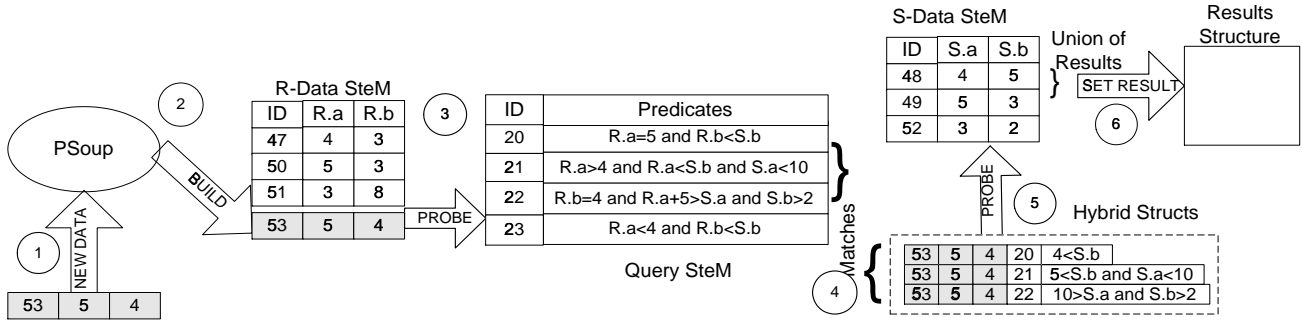 S-Data SteM
Results
Structure
ID S.a S.b
48 4 5
49 5 3
52 3 2
Union of
Results
SET RESULT
6
R-Data SteM
ID R.a R.b
47 4 3
50 5 3
51 3 8
53 5 4
2
3
PSoup
BUILD
PROBE
ID Predicates
20 R.a=5 and R.b<S.b
21 R.a>4 and R.a<S.b and S.a<10
22 R.b=4 and R.a+5>S.a and S.b>2
23 R.a<4 and R.b<S.b
Query SteM
Matches
4
PROBE
5
Hybrid Structs
53 5 4 20 4<S.b
53 5 4 21 5<S.b and S.a<10
53 5 4 22 10>S.a and S.b>2
1
NEW DATA
53 5 4